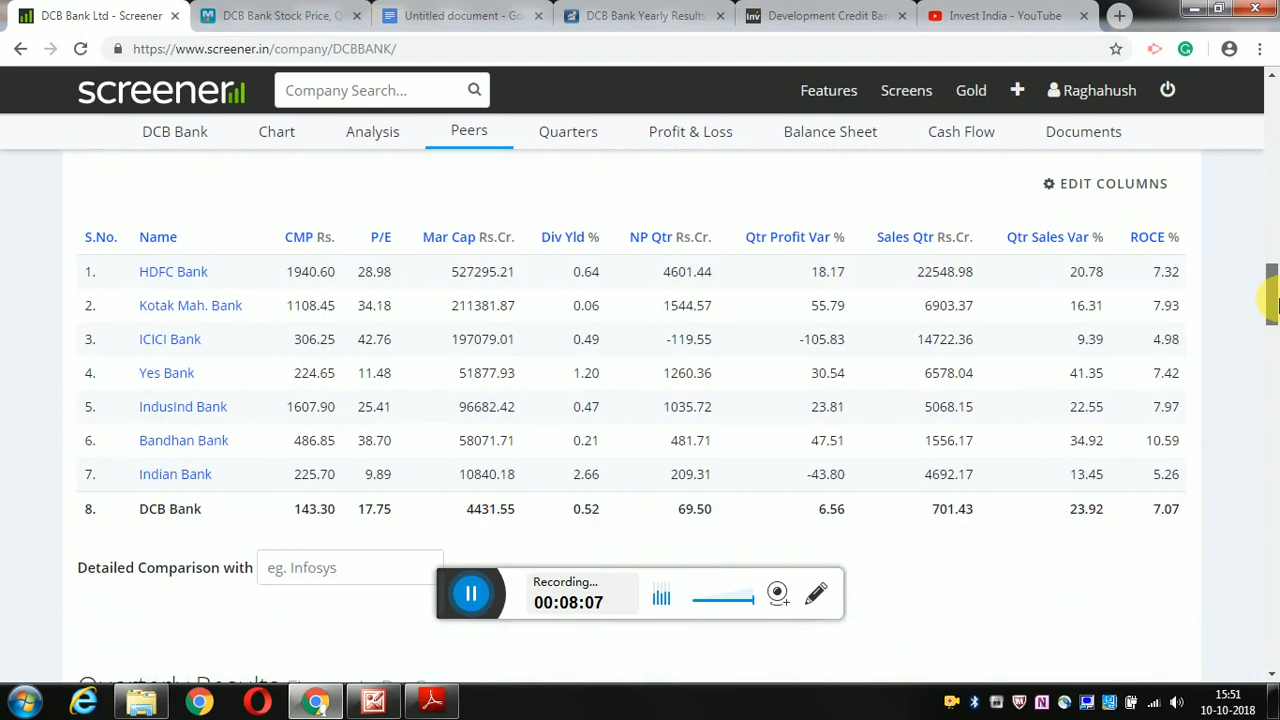 DCB Bank Ltd - Screener
DCB Bank Stock Price, Q
Untitled document - Go
DCB Bank Yearly Results
Development Credit Ba
Invest India - YouTube
https://www.screener.in/company/DCBBANK/
screener
Company Search...
Features
Screens
Gold
Raghahush
DCB Bank
Chart
Analysis
Peers
Quarters
Profit & Loss
Balance Sheet
Cash Flow
Documents
EDIT COLUMNS
S.No. Name CMP Rs. P/E Mar Cap Rs.Cr. Div Yld % NP Qtr Rs.Cr. Qtr Profit Var % Sales Qtr Rs.Cr. Qtr Sales Var % ROCE %
1. HDFC Bank 1940.60 28.98 527295.21 0.64 4601.44 18.17 22548.98 20.78 7.32
2. Kotak Mah. Bank 1108.45 34.18 211381.87 0.06 1544.57 55.79 6903.37 16.31 7.93
3. ICICI Bank 306.25 42.76 197079.01 0.49 -119.55 -105.83 14722.36 9.39 4.98
4. Yes Bank 224.65 11.48 51877.93 1.20 1260.36 30.54 6578.04 41.35 7.42
5. IndusInd Bank 1607.90 25.41 96682.42 0.47 1035.72 23.81 5068.15 22.55 7.97
6. Bandhan Bank 486.85 38.70 58071.71 0.21 481.71 47.51 1556.17 34.92 10.59
7. Indian Bank 225.70 9.89 10840.18 2.66 209.31 -43.80 4692.17 13.45 5.26
8. DCB Bank 143.30 17.75 4431.55 0.52 69.50 6.56 701.43 23.92 7.07
Detailed Comparison with eg. Infosys
Recording...
00:08:07
Quarterly Results
15:51
10-10-2018